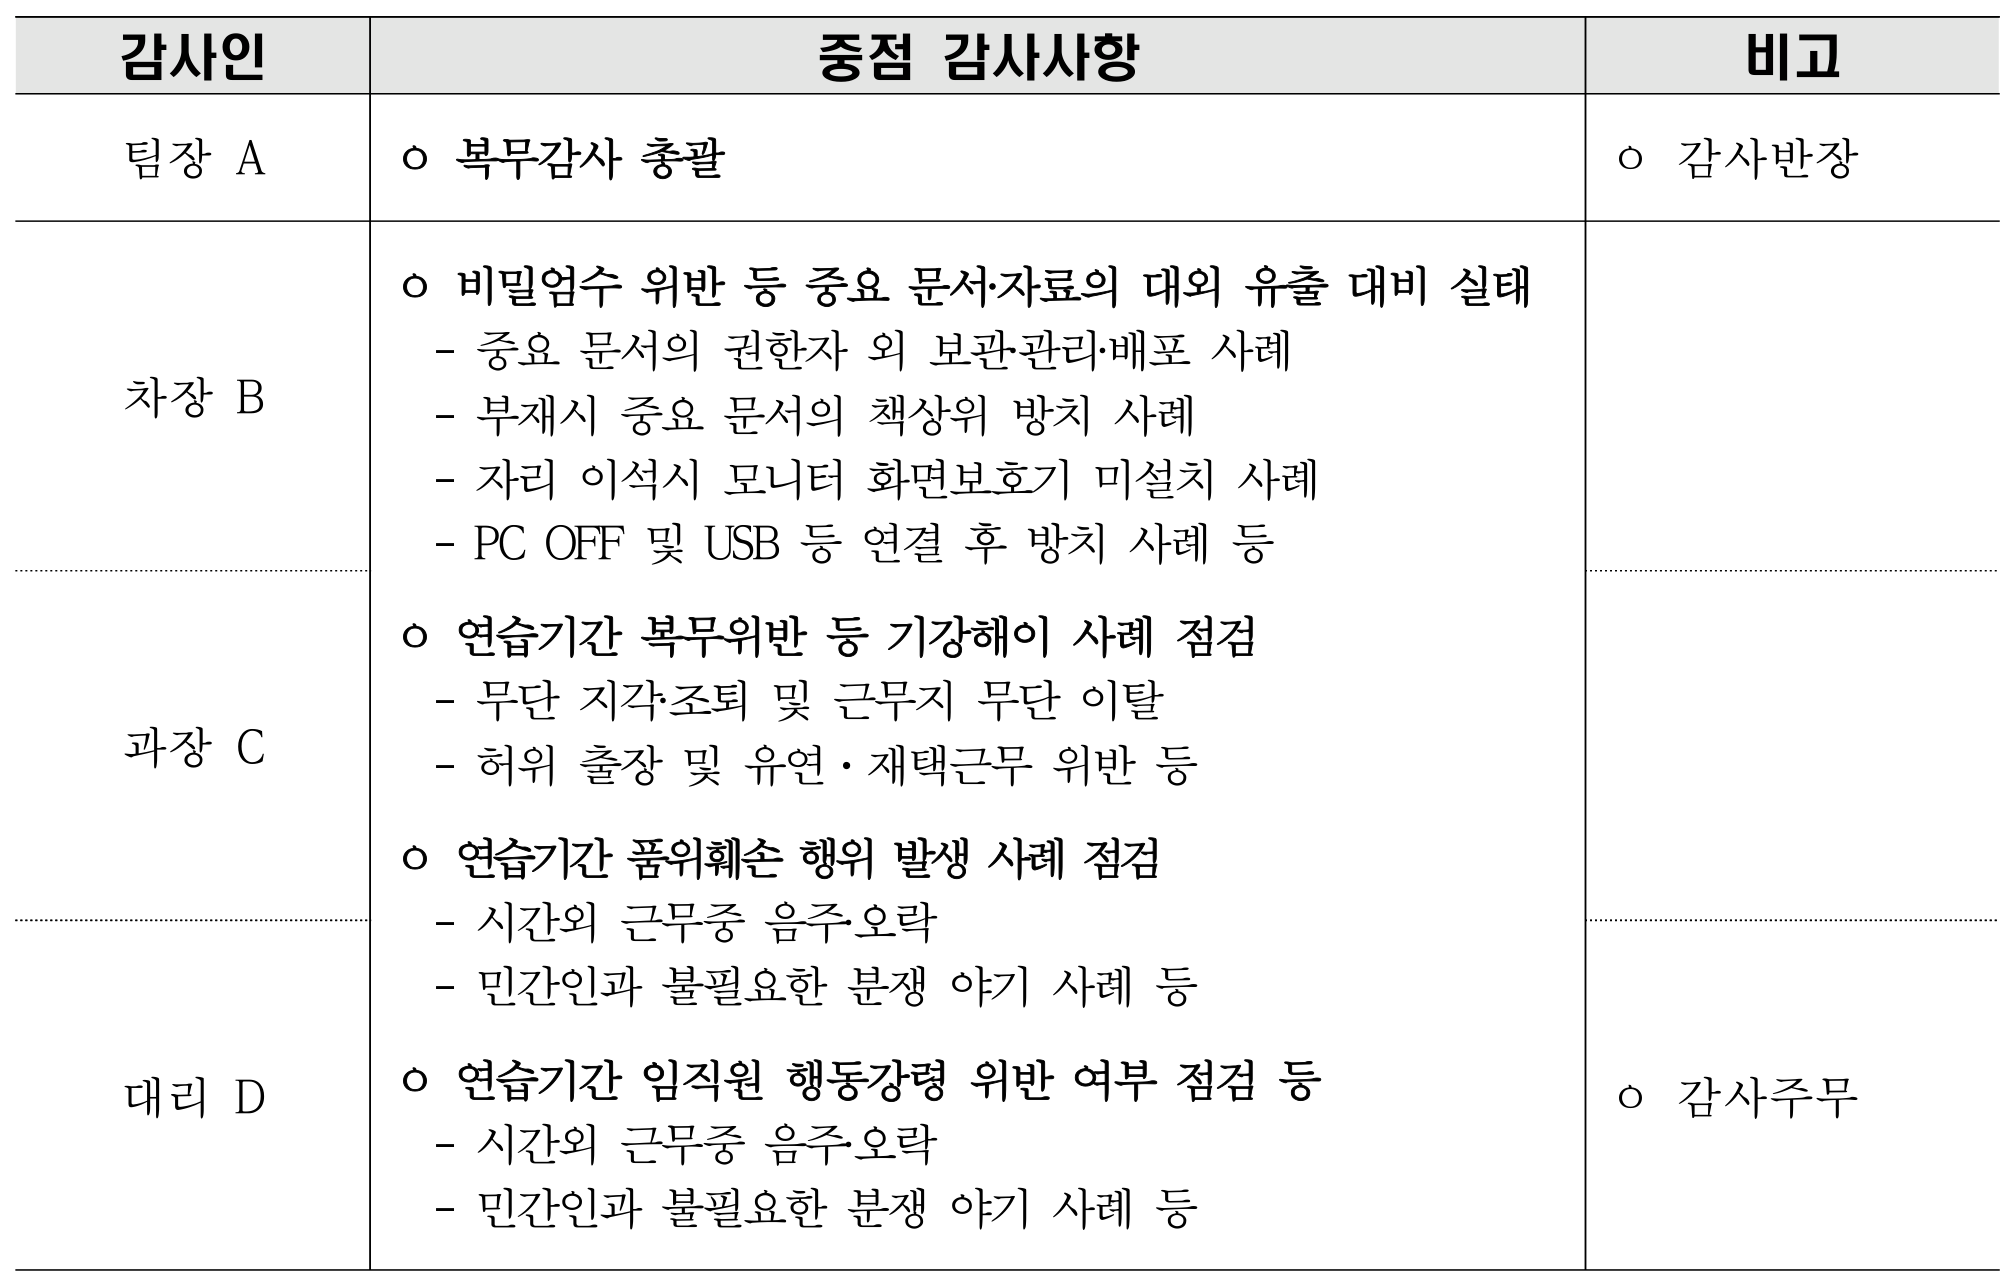 감사인 중점 감사사항 비고
팀장 A ㅇ 복무감사 총괄 ㅇ 감사반장
차장 B
ㅇ 비밀엄수 위반 등 중요 문서·자료의 대외 유출 대비 실태
- 중요 문서의 권한자 외 보관·관리·배포 사례
- 부재시 중요 문서의 책상위 방치 사례
- 자리 이석시 모니터 화면보호기 미설치 사례
- PC OFF 및 USB 등 연결 후 방치 사례 등
과장 C
ㅇ 연습기간 복무위반 등 기강해이 사례 점검
- 무단 지각·조퇴 및 근무지 무단 이탈
- 허위 출장 및 유연·재택근무 위반 등
ㅇ 연습기간 품위훼손 행위 발생 사례 점검
- 시간외 근무중 음주·오락
- 민간인과 불필요한 분쟁 야기 사례 등
대리 D
ㅇ 연습기간 임직원 행동강령 위반 여부 점검 등
- 시간외 근무중 음주·오락
- 민간인과 불필요한 분쟁 야기 사례 등
ㅇ 감사주무